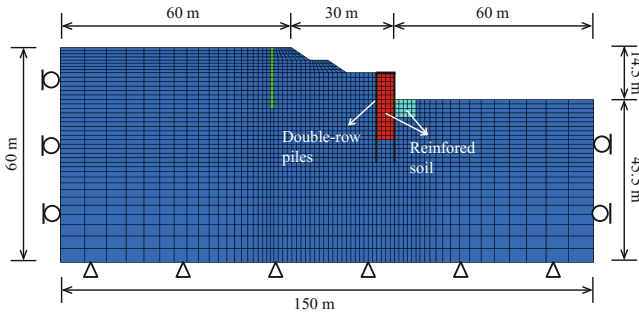 60 m
30 m
60 m
14.5 m
60 m
Double-row
piles
Reinfored
soil
45.5 m
150 m